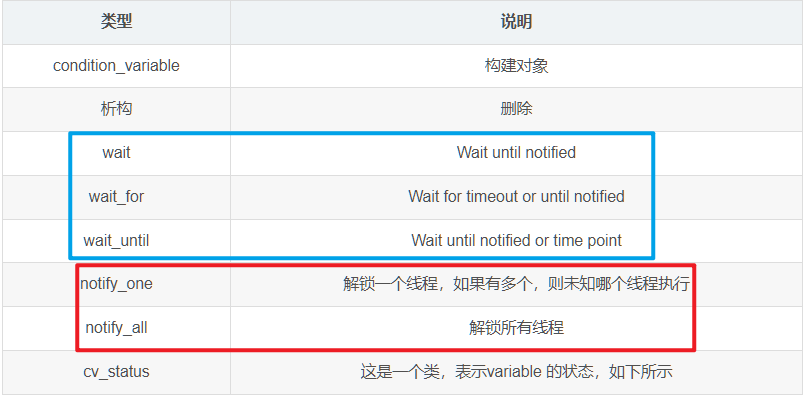 类型 说明
condition_variable 构建对象
析构 删除
wait Wait until notified
wait_for Wait for timeout or until notified
wait_until Wait until notified or time point
notify_one 解锁一个线程，如果有多个，则未知哪个线程执行
notify_all 解锁所有线程
cv_status 这是一个类，表示variable 的状态，如下所示